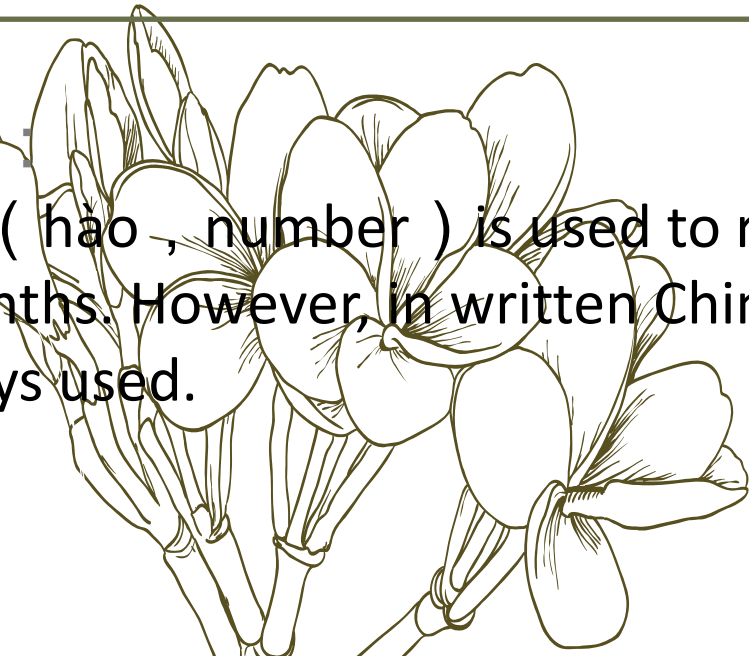 ( hào , number ) is used to r
nths. However, in written Chin
ys used.